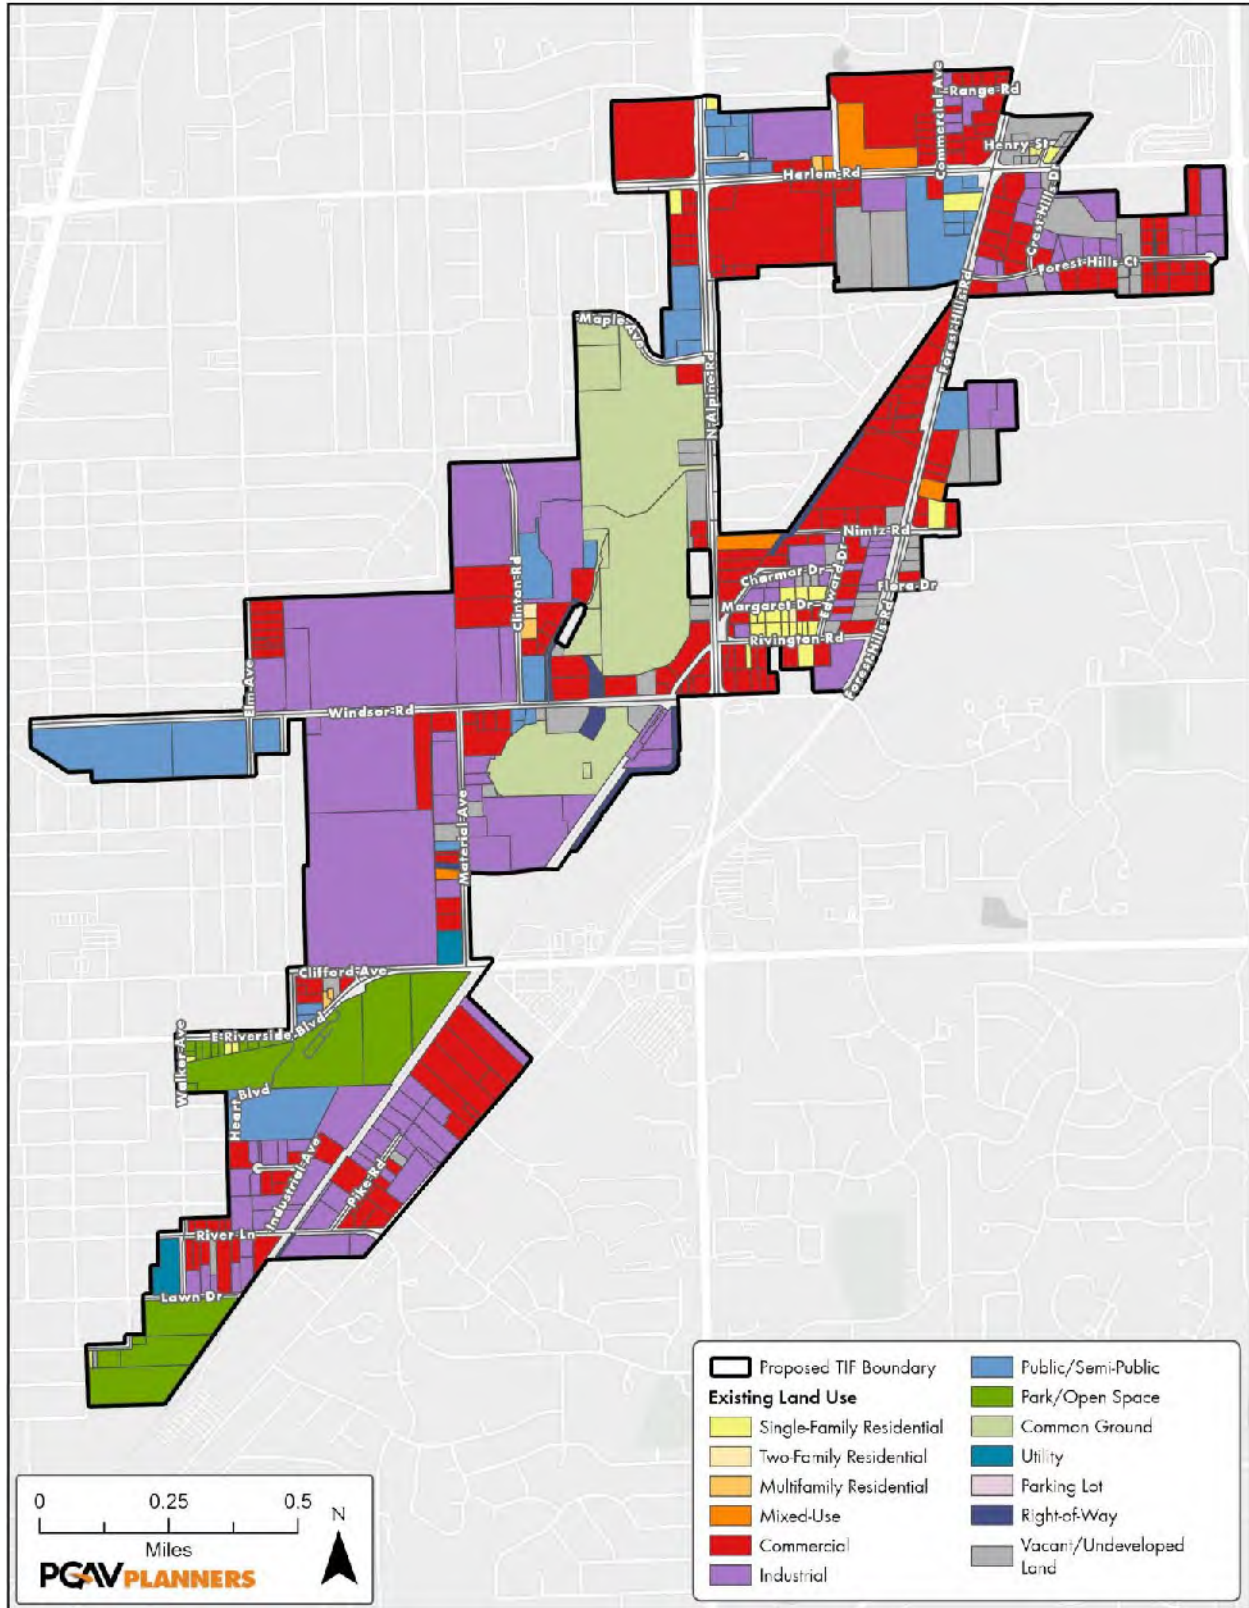 Range Rd
Commercial Ave
Henry St
Harlem Rd
Crest Hills Dr
Forest Hills Ct
Maple Ave
Forest Hills Rd
N Alpine Rd
Nimtz Rd
Charmar Dr
Edward Dr
Flora Dr
Margaret Dr
Clinton Rd
Rivington Rd
Forest Hills Rd
Elm Ave
Windsor Rd
Material Ave
Clifford Ave
E Riverside Blvd
Walker Ave
Heart Blvd
Industrial Ave
Pike Rd
River Ln
Lawn Dr
Proposed TIF Boundary
Existing Land Use
Single-Family Residential
Two-Family Residential
Multifamily Residential
Mixed-Use
Commercial
Industrial
Public/Semi-Public
Park/Open Space
Common Ground
Utility
Parking Lot
Right-of-Way
Vacant/Undeveloped
Land
0 0.25 0.5
Miles
N
PGAV PLANNERS